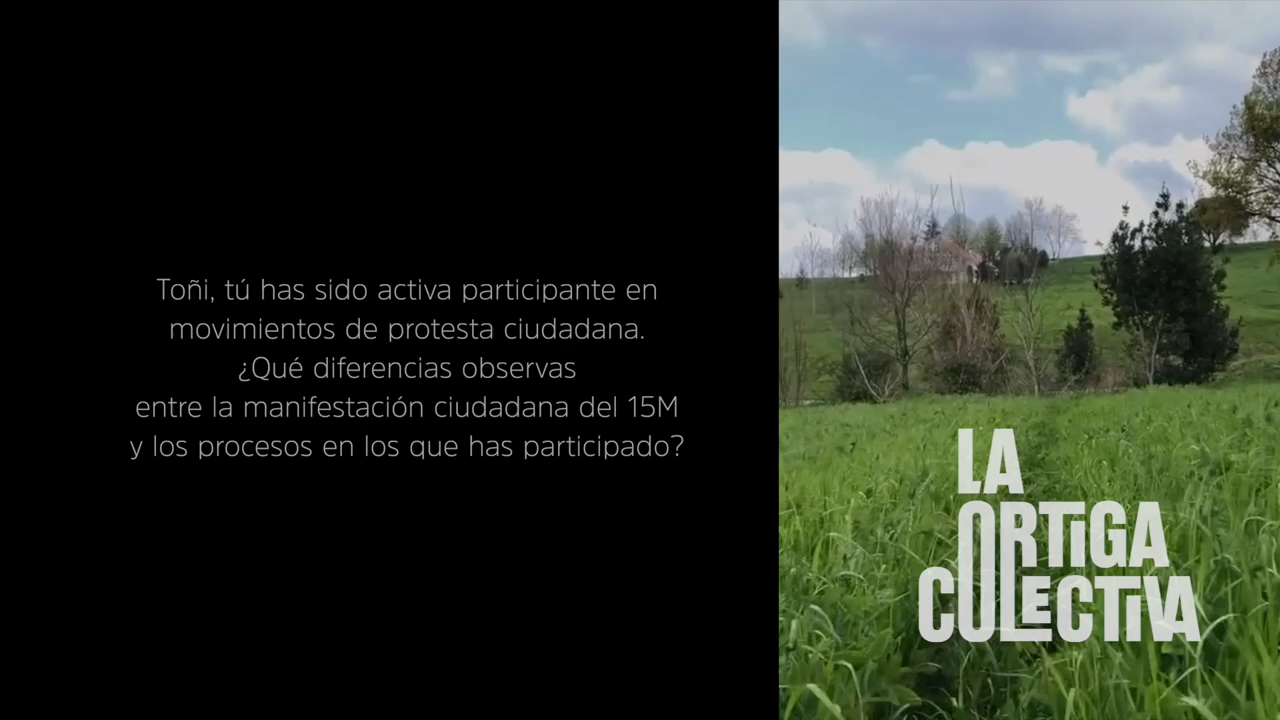 Toñi, tú has sido activa participante en
movimientos de protesta ciudadana.
¿Qué diferencias observas
entre la manifestación ciudadana del 15M
y los procesos en los que has participado?
LA
ORTIGA
COLECTIVA